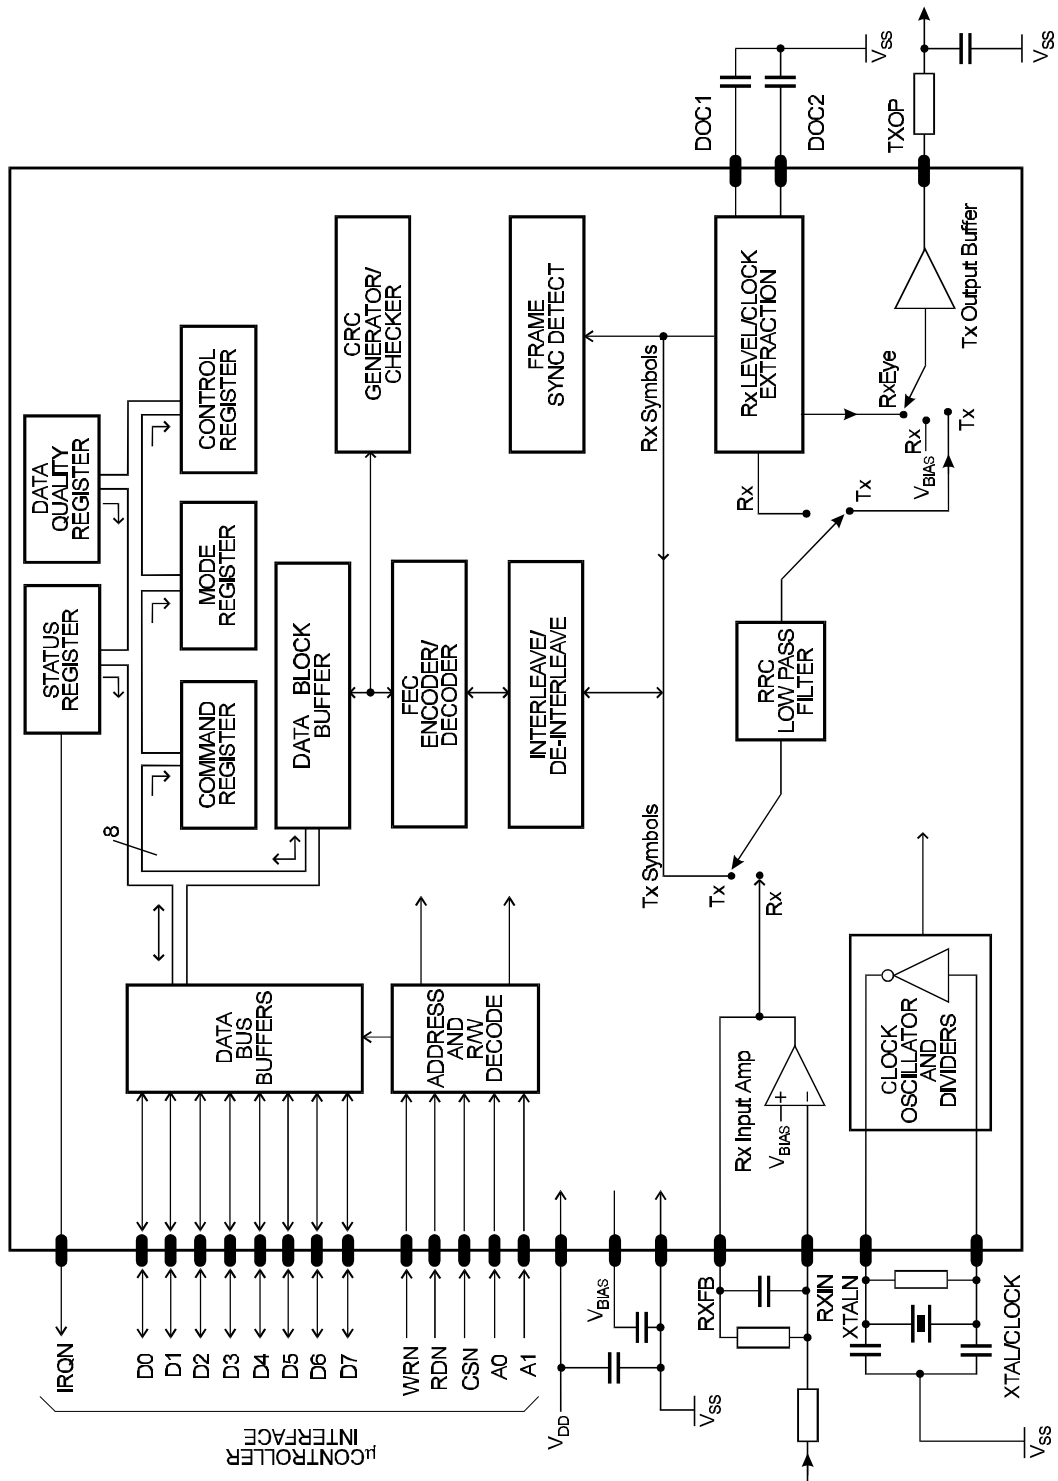 STATUS
REGISTER
DATA
QUALITY
REGISTER
COMMAND
REGISTER
MODE
REGISTER
CONTROL
REGISTER
8
DATA BLOCK
BUFFER
CRC
GENERATOR/
CHECKER
FEC
ENCODER/
DECODER
INTERLEAVE/
DE-INTERLEAVE
FRAME
SYNC DETECT
DATA
BUS
BUFFERS
ADDRESS
AND
R/W
DECODE
µCONTROLLER
INTERFACE
IRQN
D0
D1
D2
D3
D4
D5
D6
D7
WRN
RDN
CSN
A0
A1
VDD
VBIAS
VSS
Tx Symbols
Rx Symbols
Tx
Rx
RRC
LOW PASS
FILTER
Rx
Tx
Rx LEVEL/CLOCK
EXTRACTION
DOC1
DOC2
VSS
RXFB
RXIN
Rx Input Amp
VBIAS
+
−
RxEye
Rx
VBIAS
Tx
Tx Output Buffer
TXOP
VSS
XTALN
XTAL/CLOCK
CLOCK
OSCILLATOR
AND
DIVIDERS
VSS